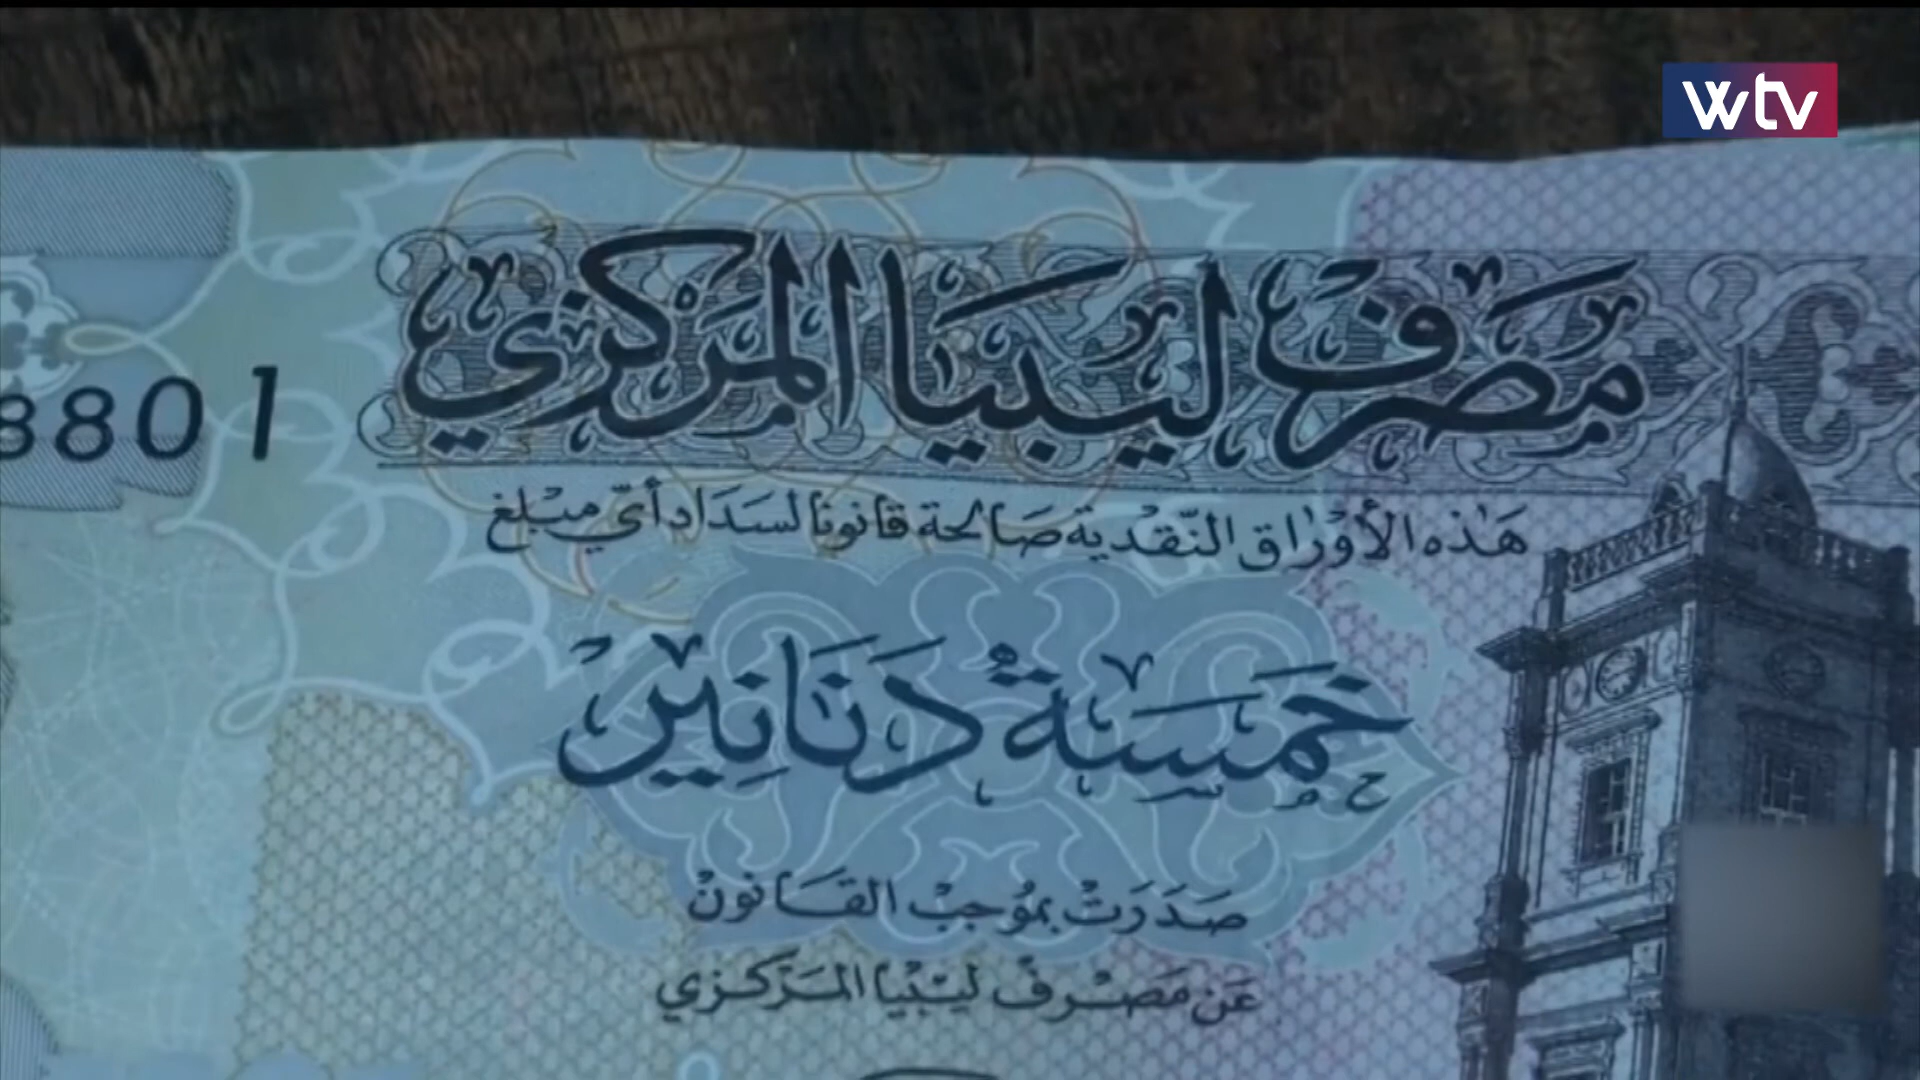 wtv
مصرف ليبيا المركزي
8801
هذه الأوراق النقدية صالحة قانونا لسداد أي مبلغ
خمسة دنانير
صدرت بموجب القانون
عن مصرف ليبيا المركزي